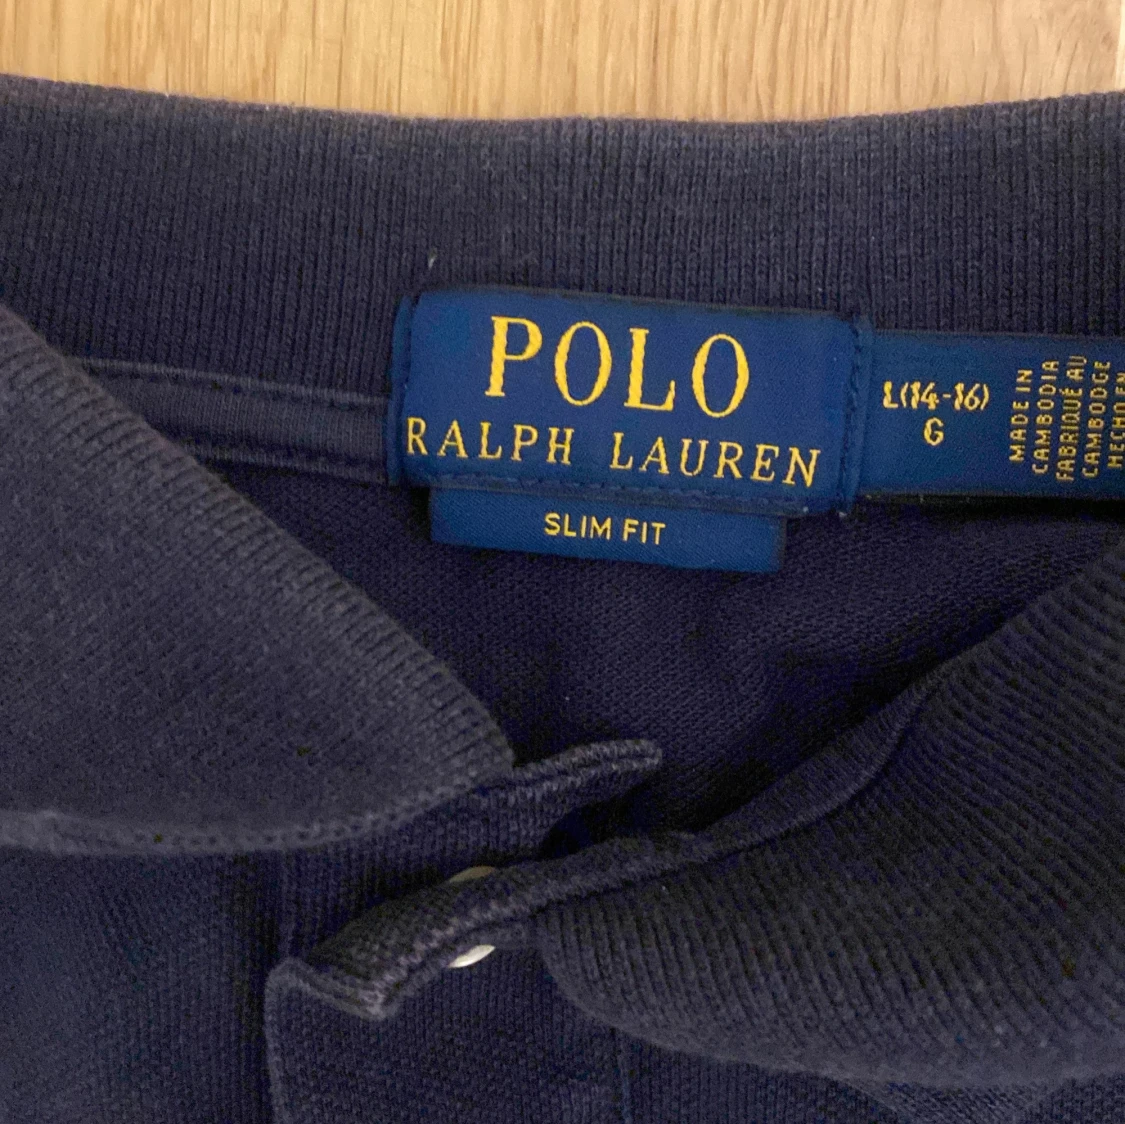 POLO
RALPH LAUREN
SLIM FIT
L(14-16)
G
MADE IN
CAMBODIA
FABRIQUÉ AU
CAMBODGE
HECHO EN